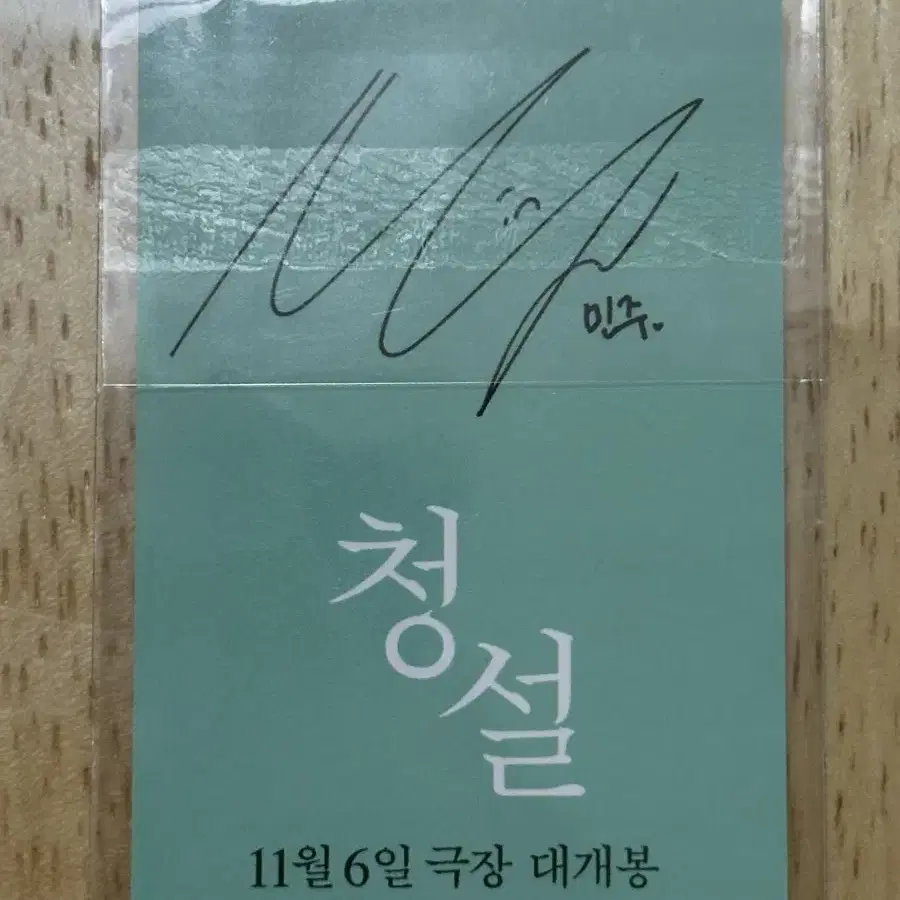 민주.
청설
11월 6일 극장 대개봉